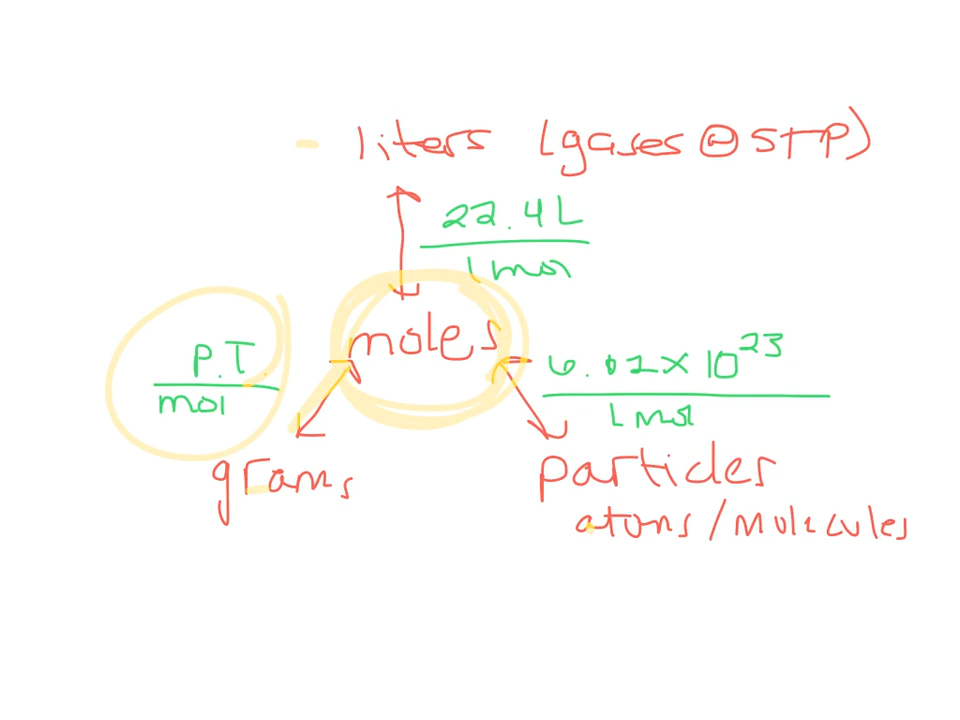 liters (gases @ STP)
22.4 L
1 mol
moles
P.T.
mol
6.02 x 10^23
1 mol
grams
particles
atoms/molecules